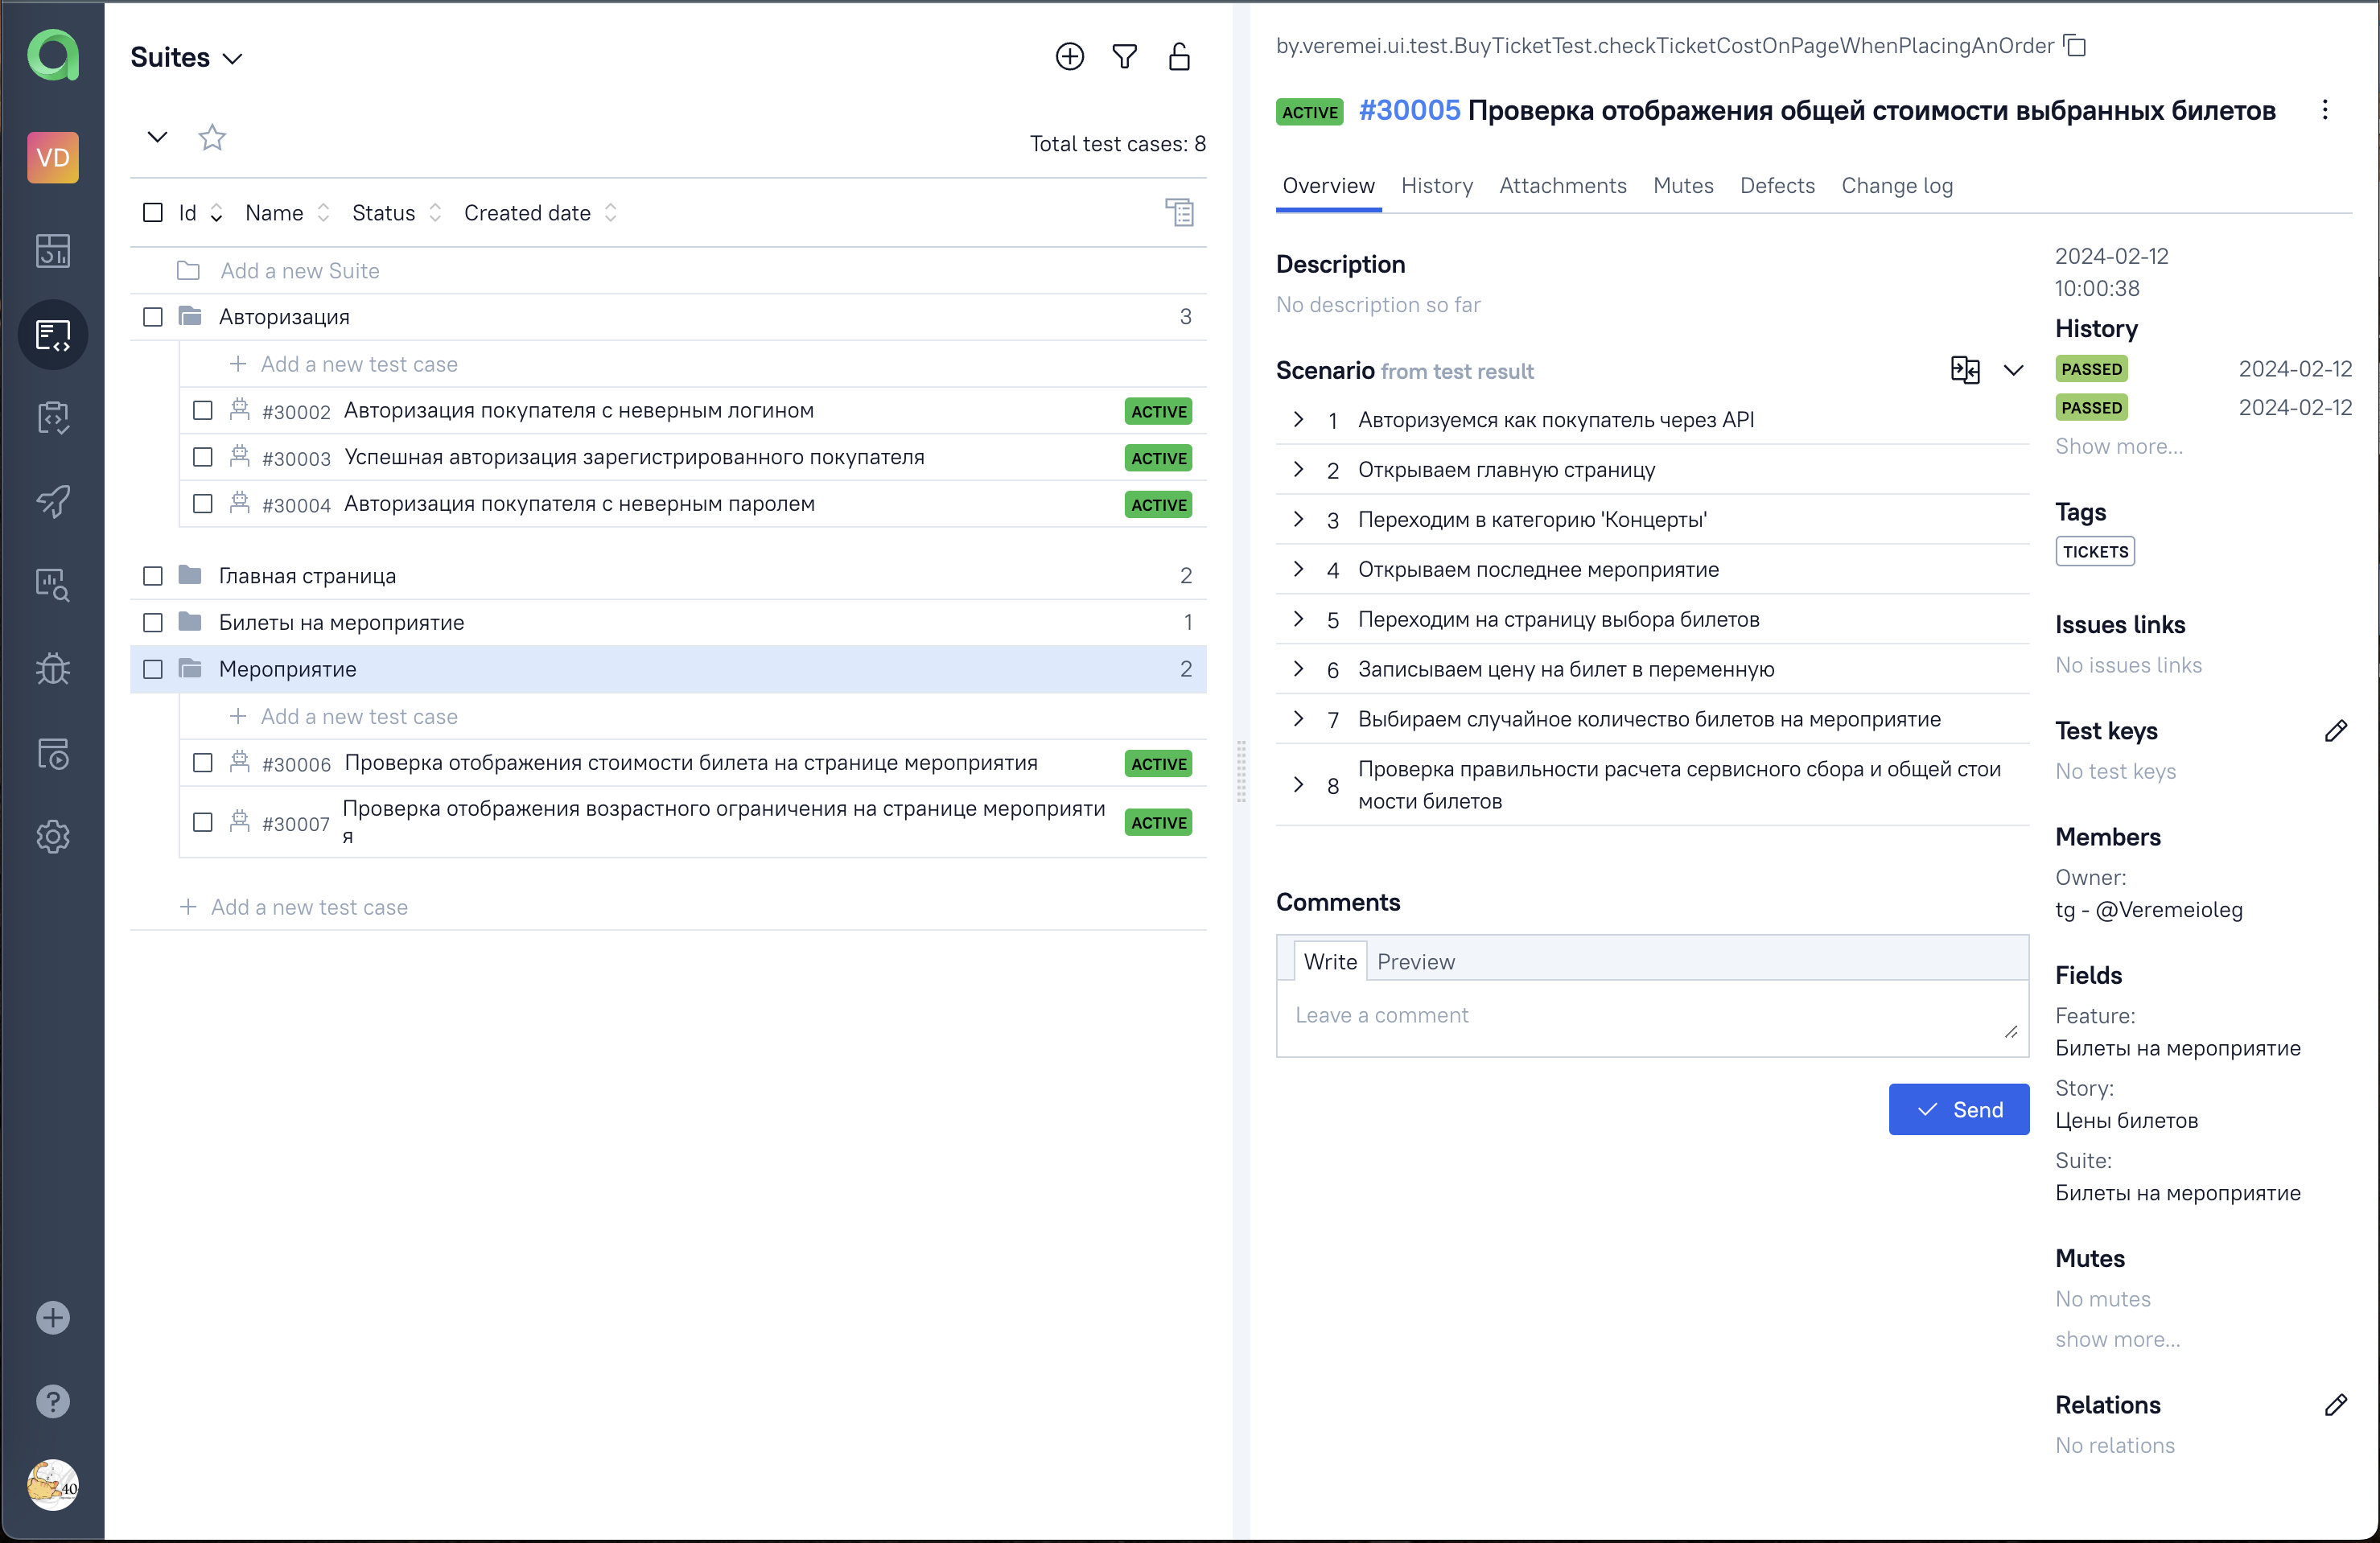 VD
Suites
Total test cases: 8
Id Name Status Created date
Add a new Suite
Авторизация 3
Add a new test case
#30002 Авторизация покупателя с неверным логином ACTIVE
#30003 Успешная авторизация зарегистрированного покупателя ACTIVE
#30004 Авторизация покупателя с неверным паролем ACTIVE
Главная страница 2
Билеты на мероприятие 1
Мероприятие 2
Add a new test case
#30006 Проверка отображения стоимости билета на странице мероприятия ACTIVE
#30007 Проверка отображения возрастного ограничения на странице мероприяти
я
ACTIVE
Add a new test case
40
by.veremei.ui.test.BuyTicketTest.checkTicketCostOnPageWhenPlacingAnOrder
ACTIVE #30005 Проверка отображения общей стоимости выбранных билетов
Overview History Attachments Mutes Defects Change log
Description
No description so far
Scenario from test result
1 Авторизуемся как покупатель через API
2 Открываем главную страницу
3 Переходим в категорию 'Концерты'
4 Открываем последнее мероприятие
5 Переходим на страницу выбора билетов
6 Записываем цену на билет в переменную
7 Выбираем случайное количество билетов на мероприятие
8 Проверка правильности расчета сервисного сбора и общей стои
мости билетов
Comments
Write Preview
Leave a comment
Send
2024-02-12
10:00:38
History
PASSED 2024-02-12
PASSED 2024-02-12
Show more...
Tags
TICKETS
Issues links
No issues links
Test keys
No test keys
Members
Owner:
tg - @Veremeioleg
Fields
Feature:
Билеты на мероприятие
Story:
Цены билетов
Suite:
Билеты на мероприятие
Mutes
No mutes
show more...
Relations
No relations